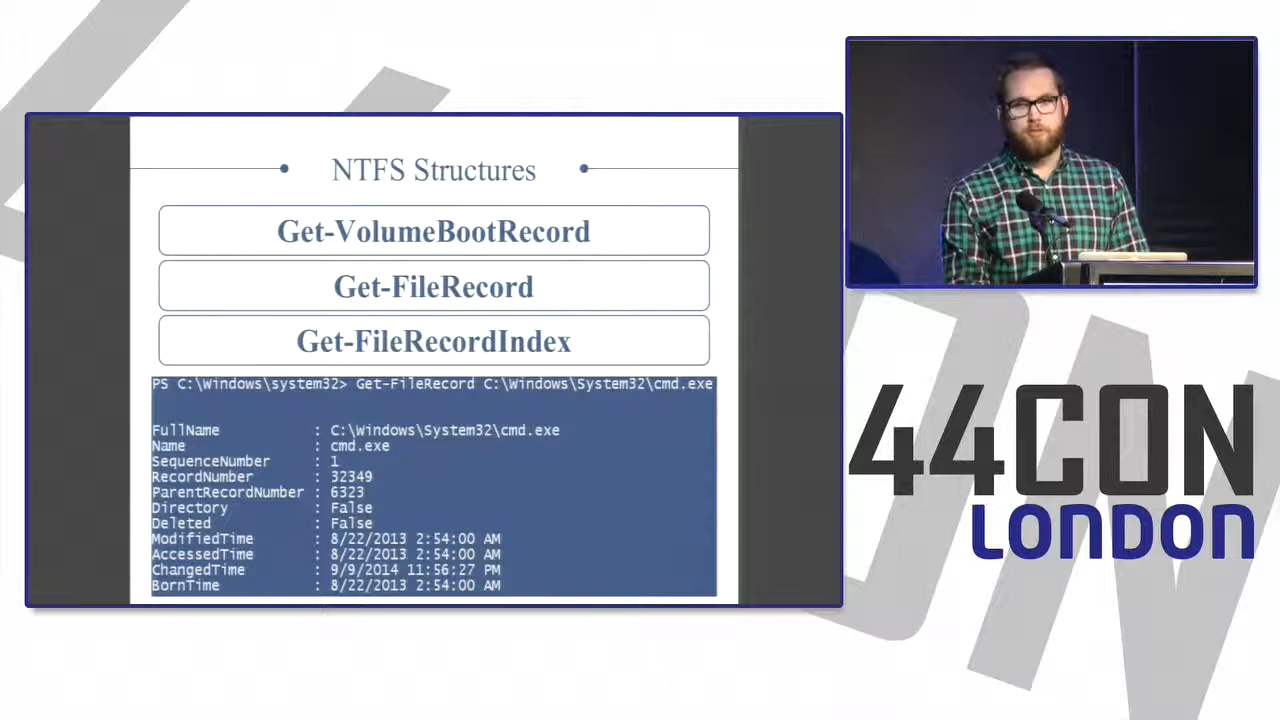 NTFS Structures
Get-VolumeBootRecord
Get-FileRecord
Get-FileRecordIndex
PS C:\Windows\system32> Get-FileRecord C:\Windows\System32\cmd.exe
FullName : C:\Windows\System32\cmd.exe
Name : cmd.exe
SequenceNumber : 1
RecordNumber : 32349
ParentRecordNumber : 6323
Directory : False
Deleted : False
ModifiedTime : 8/22/2013 2:54:00 AM
AccessedTime : 8/22/2013 2:54:00 AM
ChangedTime : 9/9/2014 11:56:27 PM
BornTime : 8/22/2013 2:54:00 AM
44CON
LONDON